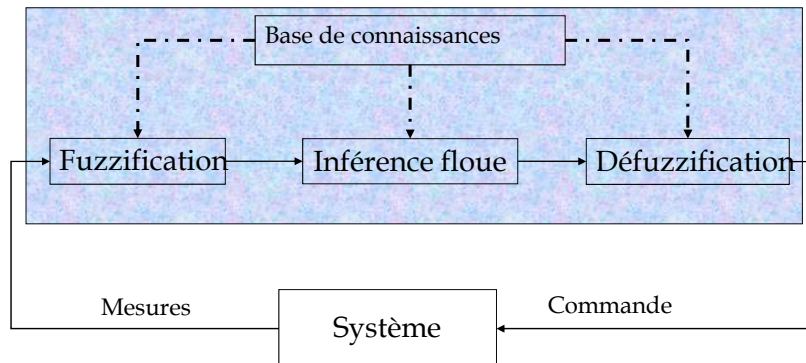 Base de connaissances
Fuzzification
Inférence floue
Défuzzification
Mesures
Commande
Système